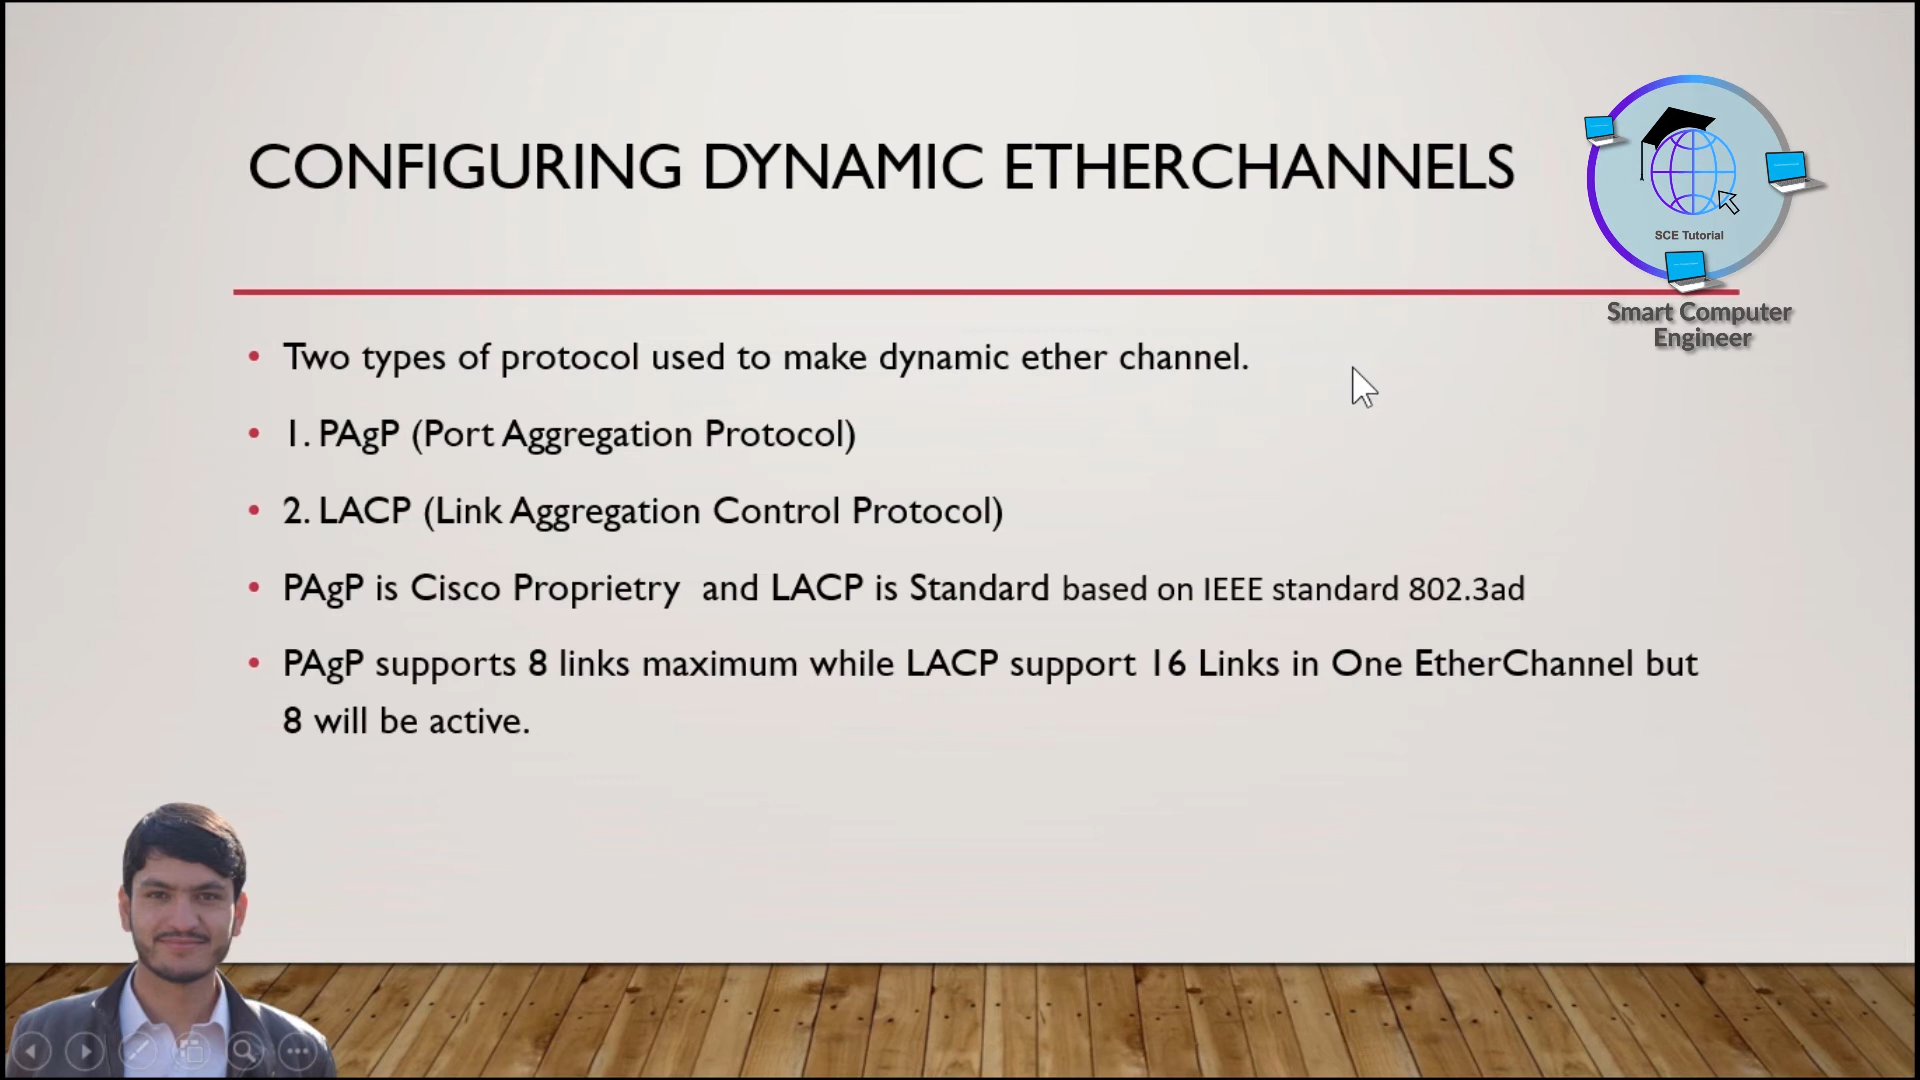 CONFIGURING DYNAMIC ETHERCHANNELS
SCE Tutorial
Smart Computer
Engineer
• Two types of protocol used to make dynamic ether channel.
• 1. PAgP (Port Aggregation Protocol)
• 2. LACP (Link Aggregation Control Protocol)
• PAgP is Cisco Proprietry and LACP is Standard based on IEEE standard 802.3ad
• PAgP supports 8 links maximum while LACP support 16 Links in One EtherChannel but
8 will be active.